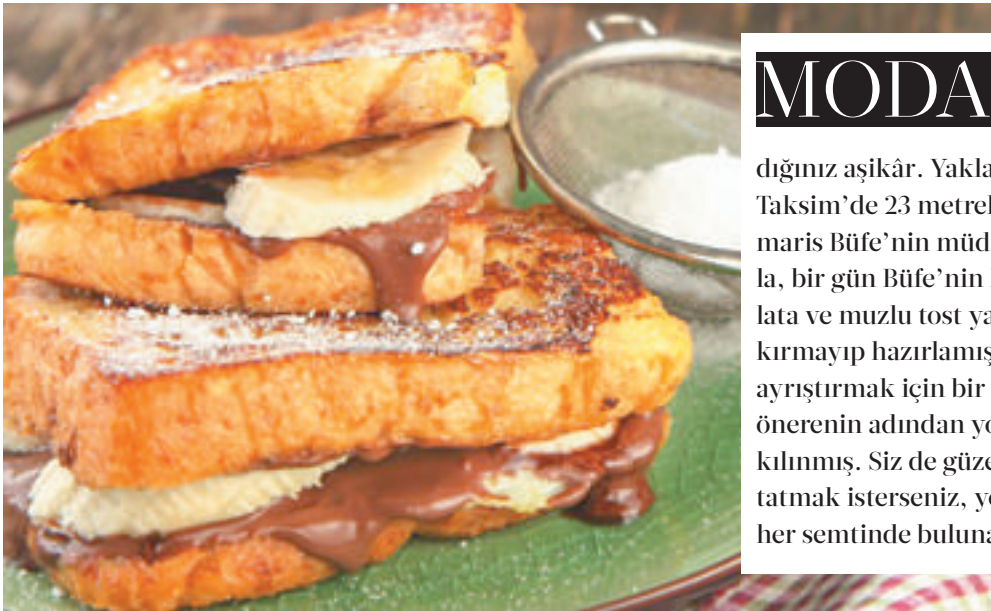 MODA
dığınız aşikâr. Yakla
Taksim’de 23 metrel
maris Büfe’nin müd
la, bir gün Büfe’nin
lata ve muzlu tost ya
kırmayıp hazırlamış
ayrıştırmak için bir
önerenin adından yo
kılınmış. Siz de güze
tatmak isterseniz, ye
her semtinde buluna